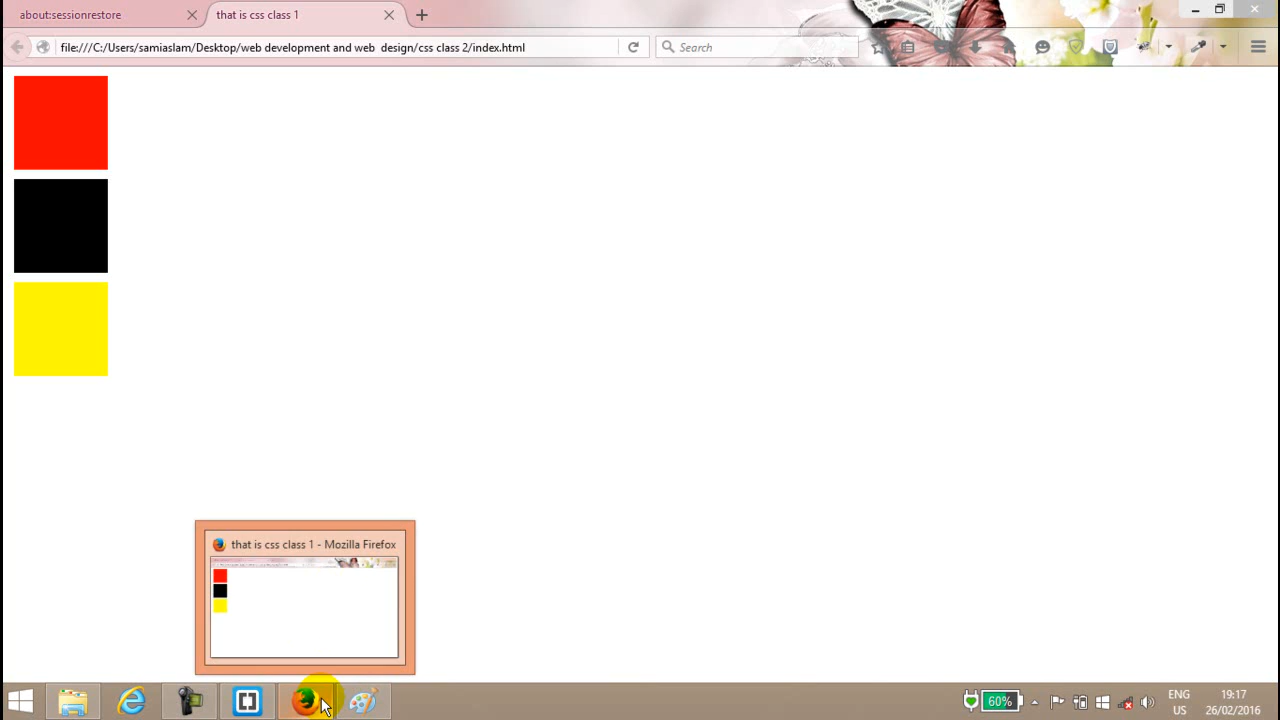 about:sessionrestore
that is css class 1
file:///C:/Users/samiaslam/Desktop/web development and web  design/css class 2/index.html
Search
that is css class 1 - Mozilla Firefox
60%
ENG
US
19:17
26/02/2016